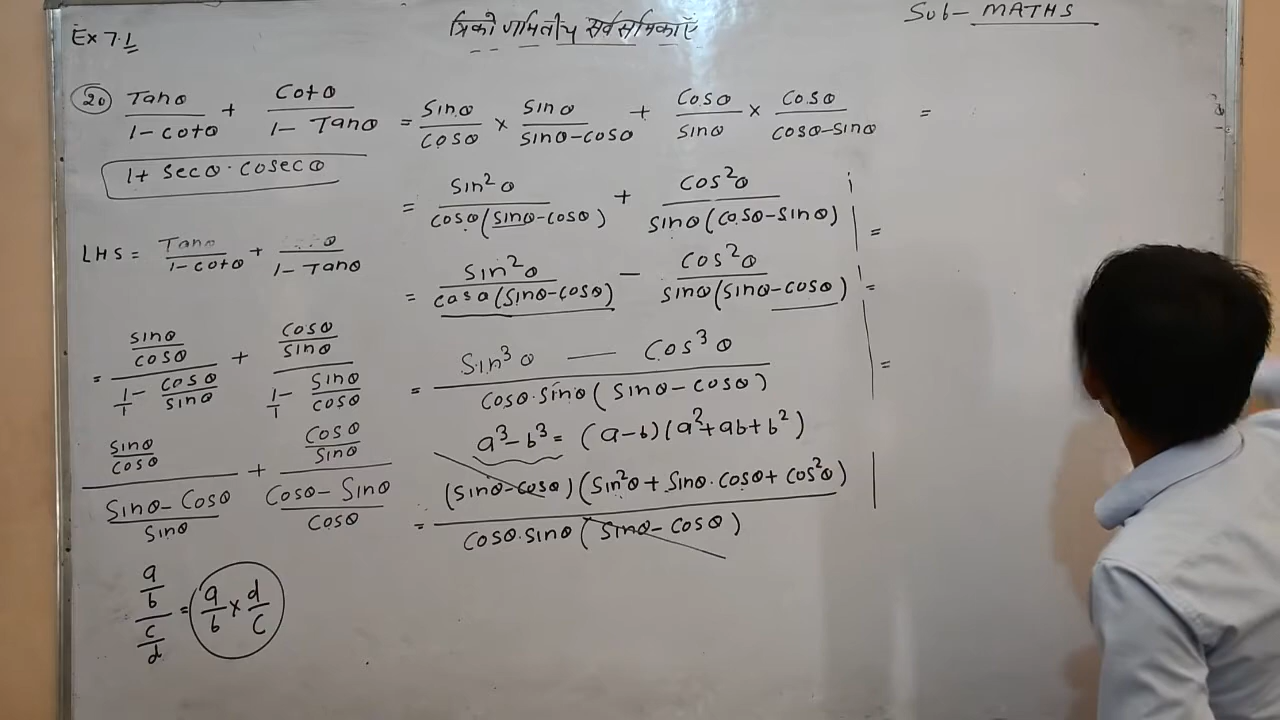 Ex 7.1
त्रिकोणमितीय सर्वसमिकाएँ
Sub- MATHS
20) Tanθ/1-cotθ + Cotθ/1-Tanθ = Sinθ/Cosθ × Sinθ/Sinθ-cosθ + Cosθ/Sinθ × Cosθ/Cosθ-Sinθ =
1+ Secθ·Cosecθ
= Sin²θ/Cosθ(Sinθ-Cosθ) + Cos²θ/Sinθ(Cosθ-Sinθ) =
LHS = Tanθ/1-cotθ + θ/1-Tanθ
= Sin²θ/Cosθ(Sinθ-Cosθ) - Cos²θ/Sinθ(Sinθ-Cosθ) =
= Sinθ/Cosθ/1/1-Cosθ/Sinθ + Cosθ/Sinθ/1/1-Sinθ/Cosθ
= Sin³θ — Cos³θ/Cosθ·Sinθ(Sinθ-Cosθ) =
a³-b³= (a-b)(a²+ab+b²)
Sinθ/Cosθ/Sinθ-Cosθ/Sinθ + Cosθ/Sinθ/Cosθ-Sinθ/Cosθ
= (Sinθ-Cosθ)(Sin²θ+Sinθ·Cosθ+Cos²θ)/Cosθ·Sinθ(Sinθ-Cosθ)
a/b/c/d = a/b × d/c